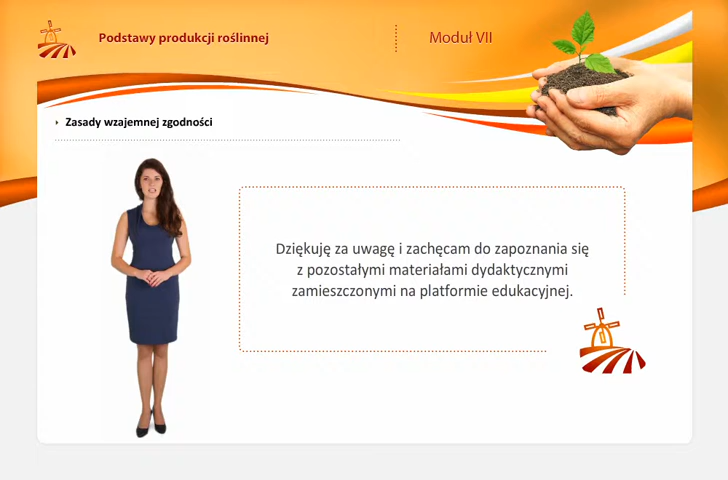 Podstawy produkcji roślinnej
Moduł VII
Zasady wzajemnej zgodności
Dziękuję za uwagę i zachęcam do zapoznania się
z pozostałymi materiałami dydaktycznymi
zamieszczonymi na platformie edukacyjnej.